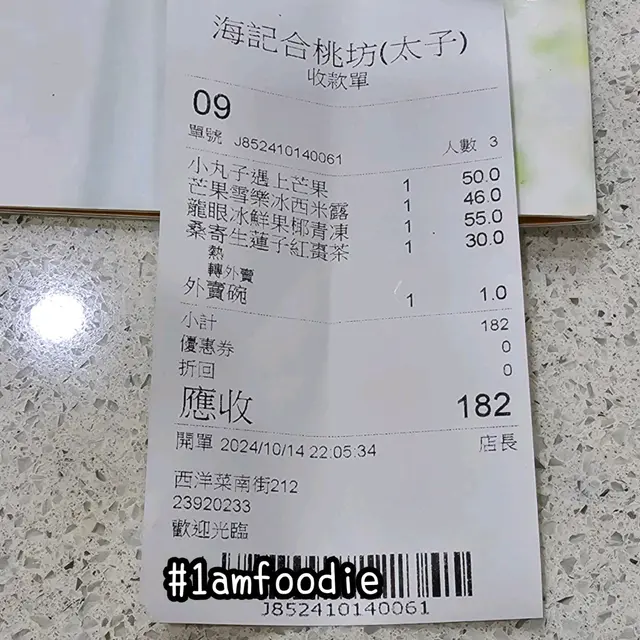 海記合桃坊(太子)
收款單
09
單號 J852410140061 人數 3
小丸子遇上芒果 1 50.0
芒果雪樂冰西米露 1 46.0
龍眼冰鮮果椰青凍 1 55.0
桑寄生蓮子紅棗茶 1 30.0
熱
轉外賣
外賣碗 1 1.0
小計 182
優惠券 0
折回 0
應收 182
開單 2024/10/14 22:05:34 店長
西洋菜南街212
23920233
歡迎光臨
#1amfoodie
J852410140061